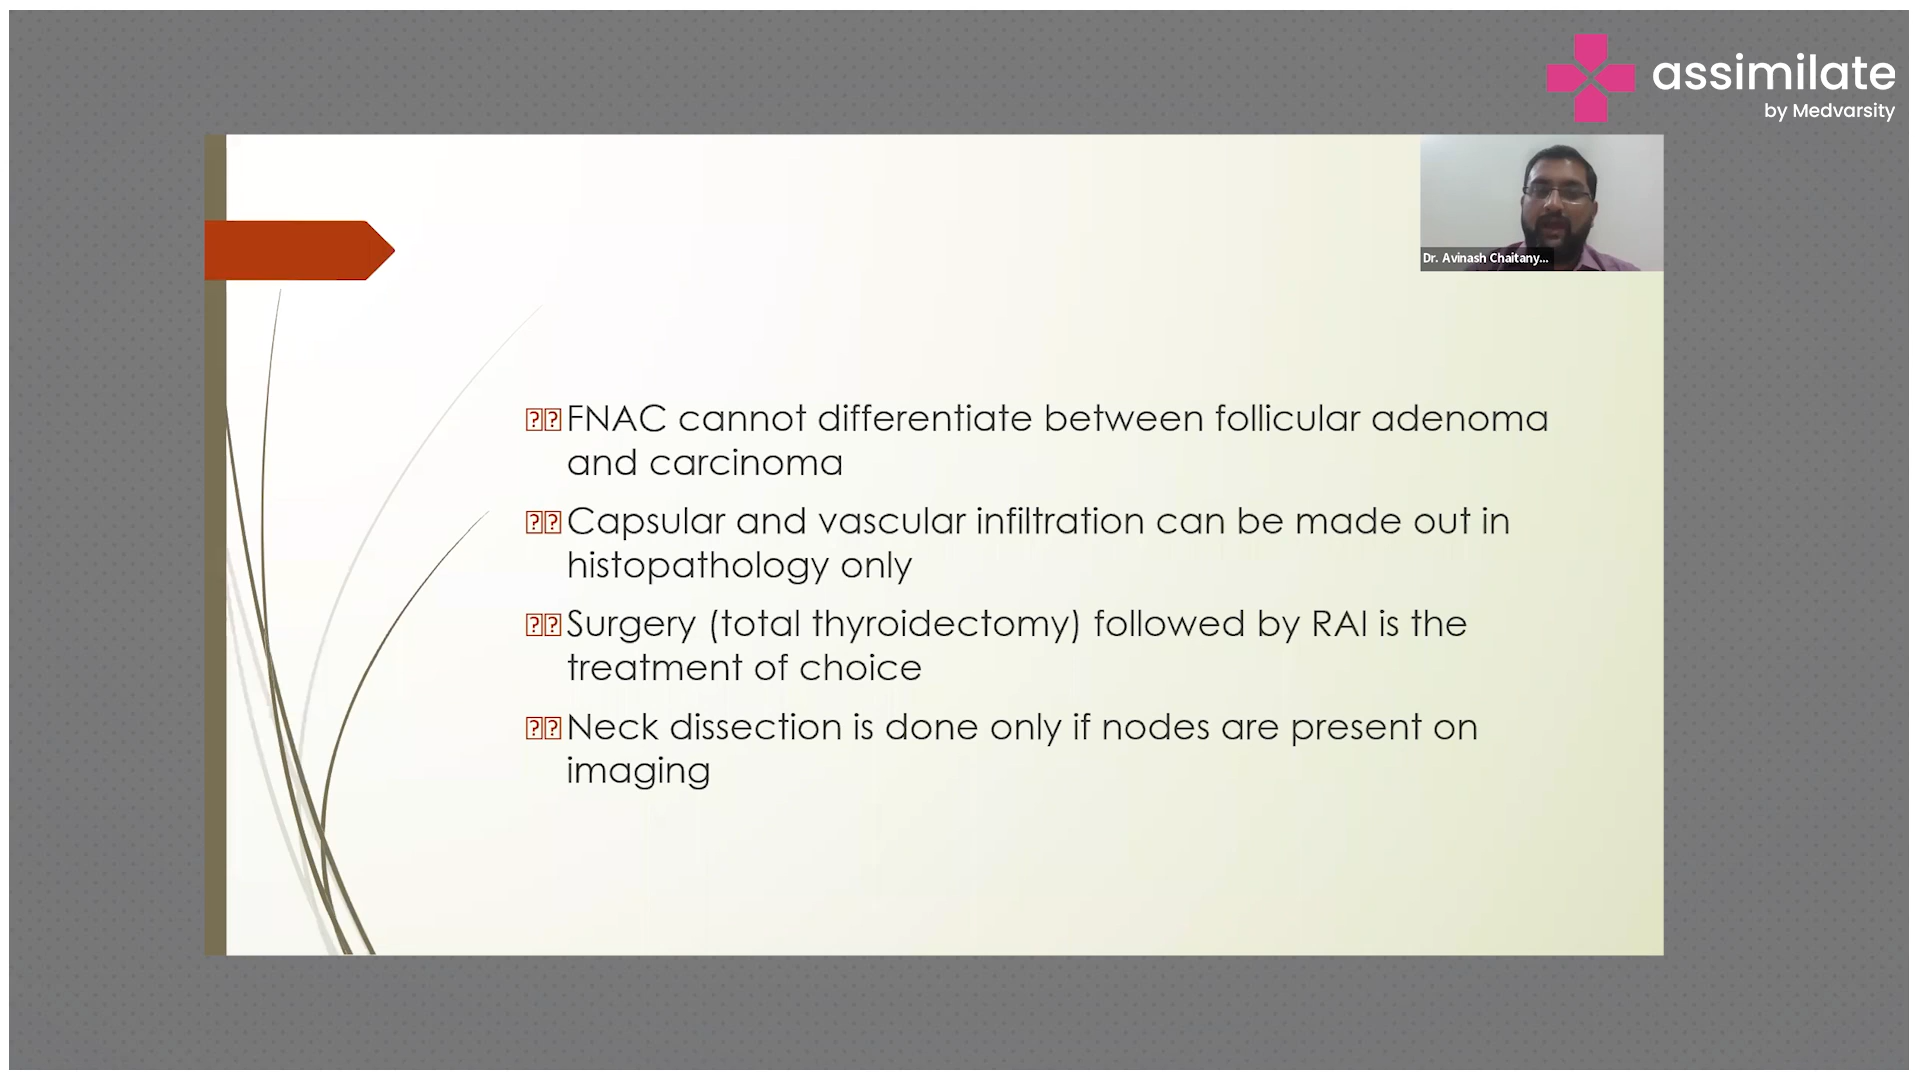 assimilate
by Medvarsity
Dr. Avinash Chaitany...
FNAC cannot differentiate between follicular adenoma
and carcinoma
Capsular and vascular infiltration can be made out in
histopathology only
Surgery (total thyroidectomy) followed by RAI is the
treatment of choice
Neck dissection is done only if nodes are present on
imaging